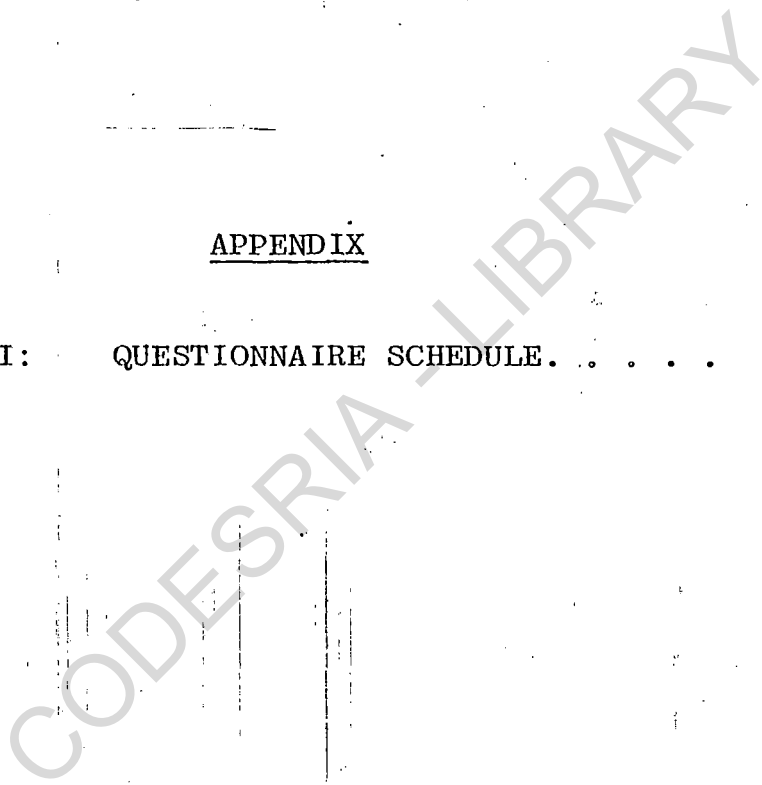 APPENDIX
I: QUESTIONNAIRE SCHEDULE. . . . . .
CODESRIA - LIBRARY